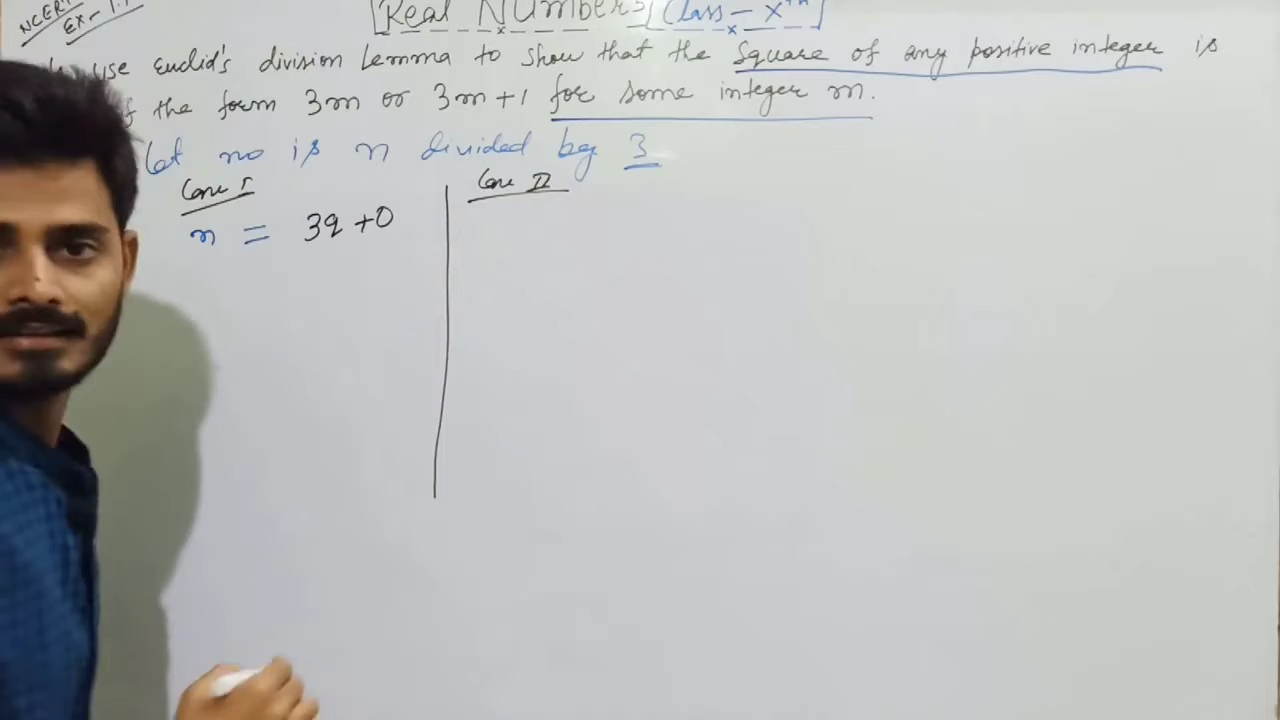 NCERT
EX - 1.1
Real Numbers [Class - Xth]
use euclid's division Lemma to show that the square of any positive integer is
the form 3m or 3m+1 for some integer m.
Let no is n divided by 3
Case I
n = 3q +0
Case II